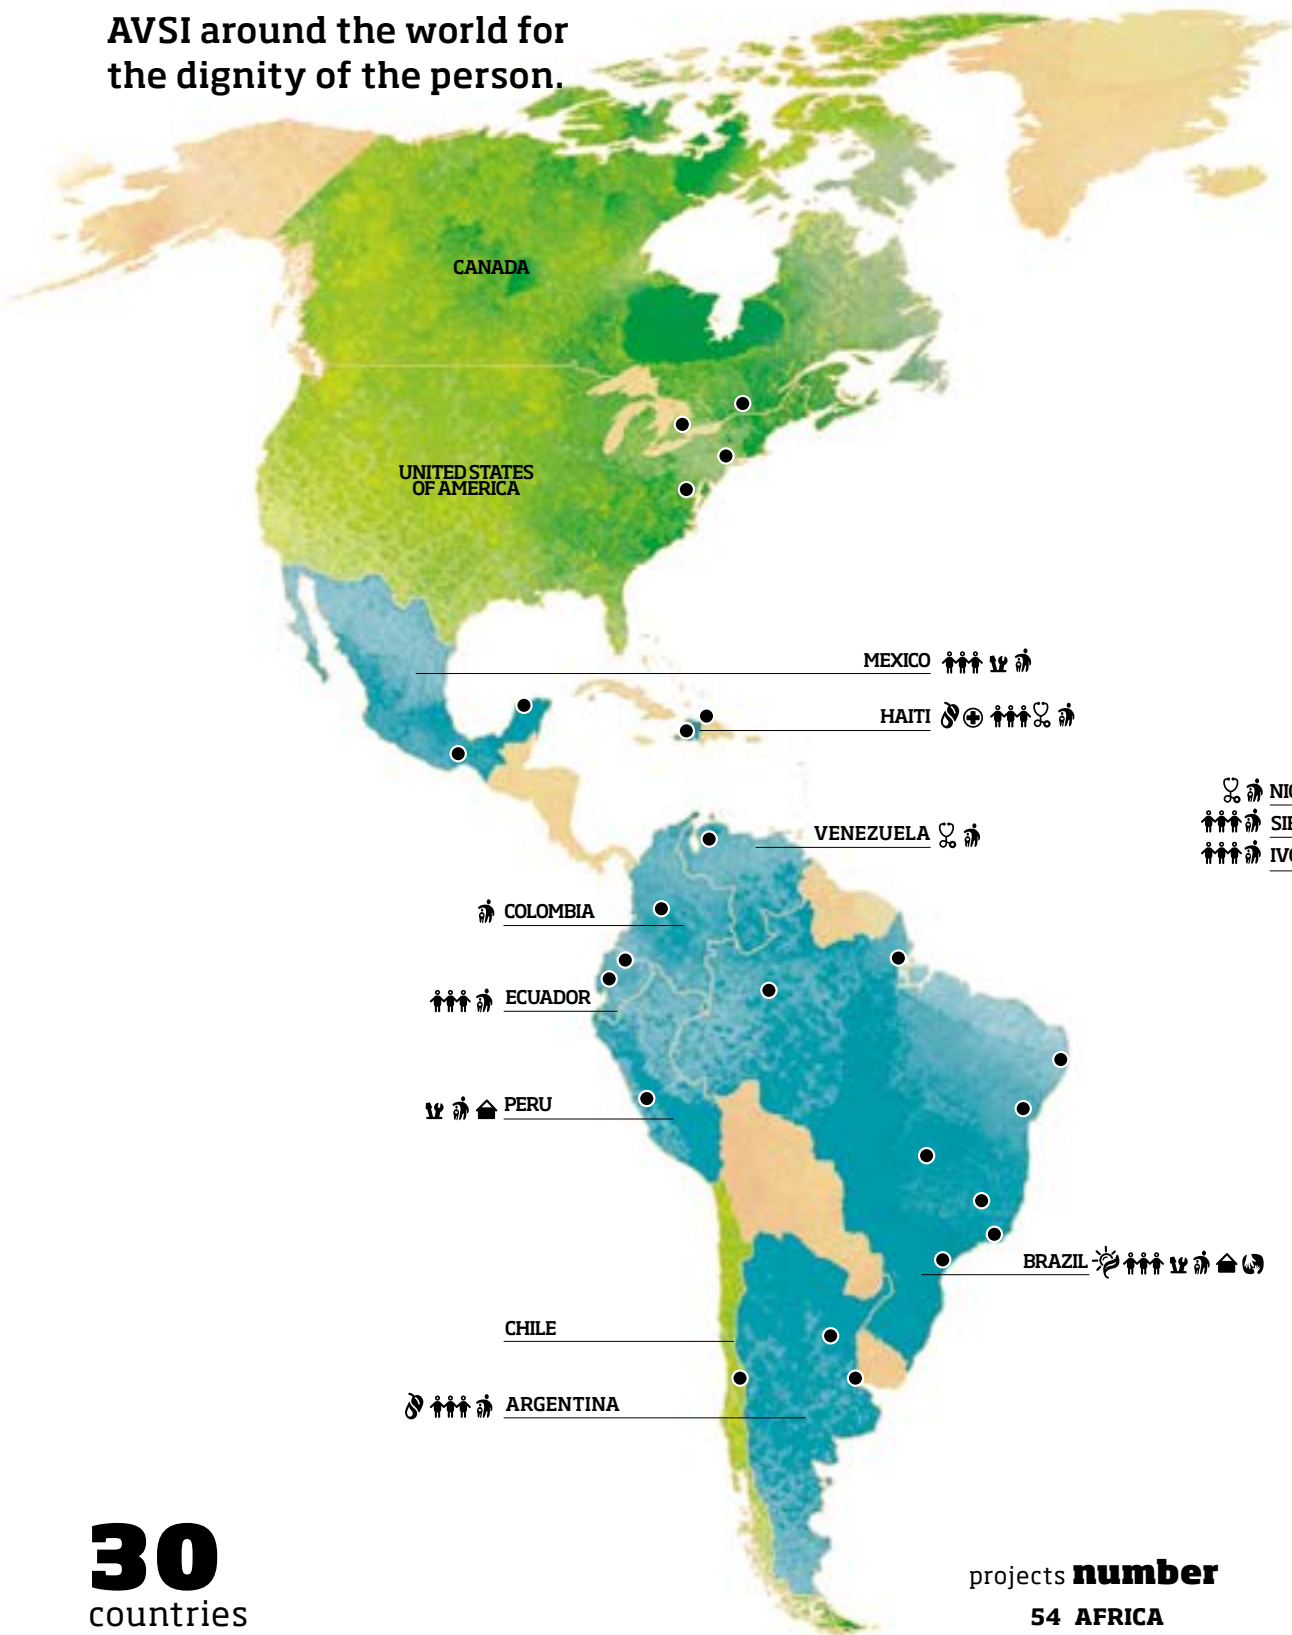 AVSI around the world for
the dignity of the person.
CANADA
UNITED STATES
OF AMERICA
MEXICO
HAITI
VENEZUELA
COLOMBIA
ECUADOR
PERU
BRAZIL
CHILE
ARGENTINA
30
countries
projects number
54 AFRICA